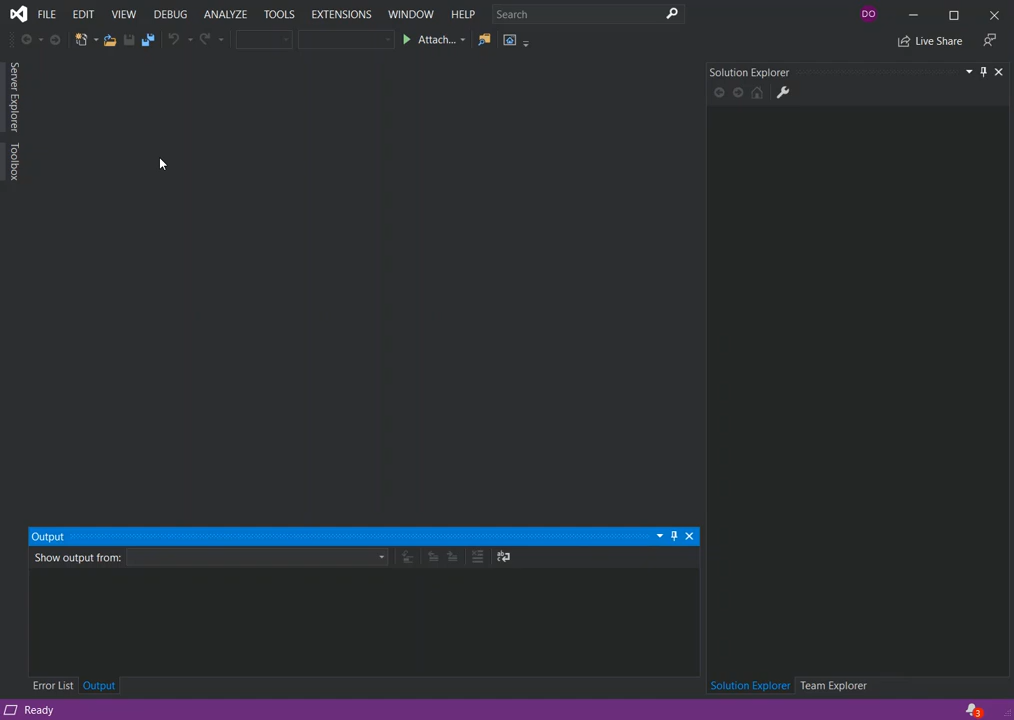 FILE EDIT VIEW DEBUG ANALYZE TOOLS EXTENSIONS WINDOW HELP Search DO
Attach... Live Share
Server Explorer
Toolbox
Solution Explorer
Output
Show output from:
Error List Output
Solution Explorer Team Explorer
Ready 3